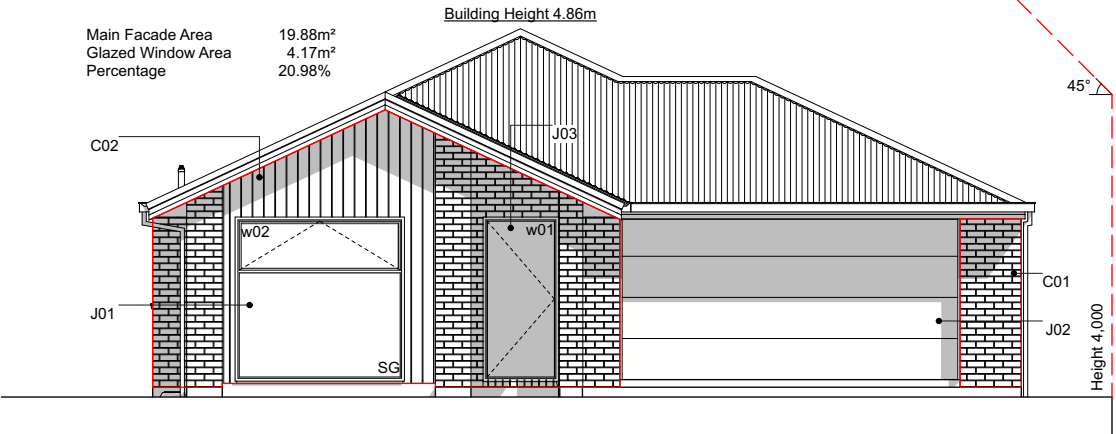 Building Height 4.86m
Main Facade Area 19.88m²
Glazed Window Area 4.17m²
Percentage 20.98%
45°
J03
C02
w02
w01
C01
J01
J02
SG
Height 4,000